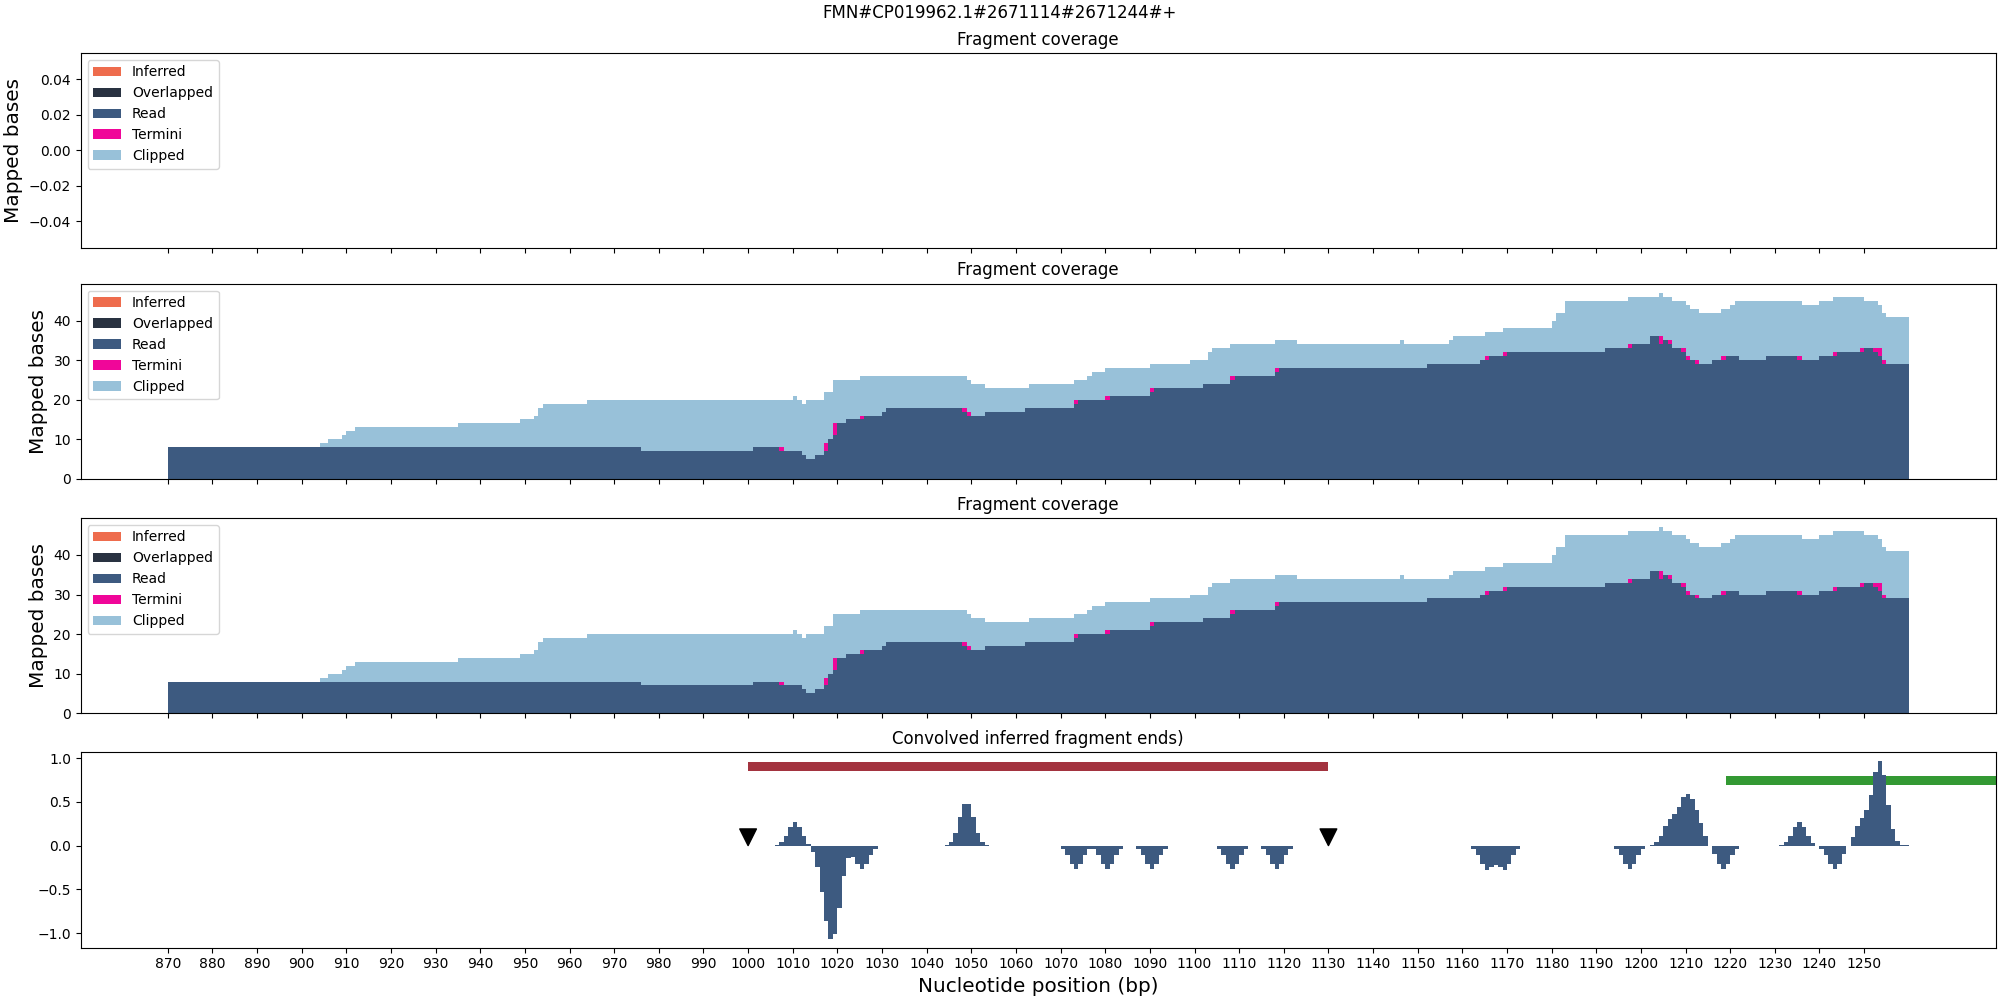 FMN#CP019962.1#2671114#2671244#+
Fragment coverage
Mapped bases
0.04
0.02
0.00
−0.02
−0.04
Inferred
Overlapped
Read
Termini
Clipped
Fragment coverage
Mapped bases
40
30
20
10
0
Inferred
Overlapped
Read
Termini
Clipped
Fragment coverage
Mapped bases
40
30
20
10
0
Inferred
Overlapped
Read
Termini
Clipped
Convolved inferred fragment ends)
1.0
0.5
0.0
−0.5
−1.0
870 880 890 900 910 920 930 940 950 960 970 980 990 1000 1010 1020 1030 1040 1050 1060 1070 1080 1090 1100 1110 1120 1130 1140 1150 1160 1170 1180 1190 1200 1210 1220 1230 1240 1250
Nucleotide position (bp)